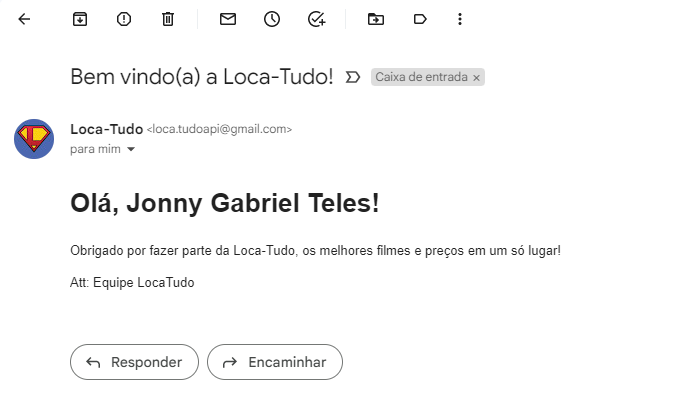 Bem vindo(a) a Loca-Tudo!
Caixa de entrada ×
Loca-Tudo <loca.tudoapi@gmail.com>
para mim
Olá, Jonny Gabriel Teles!
Obrigado por fazer parte da Loca-Tudo, os melhores filmes e preços em um só lugar!
Att: Equipe LocaTudo
Responder
Encaminhar